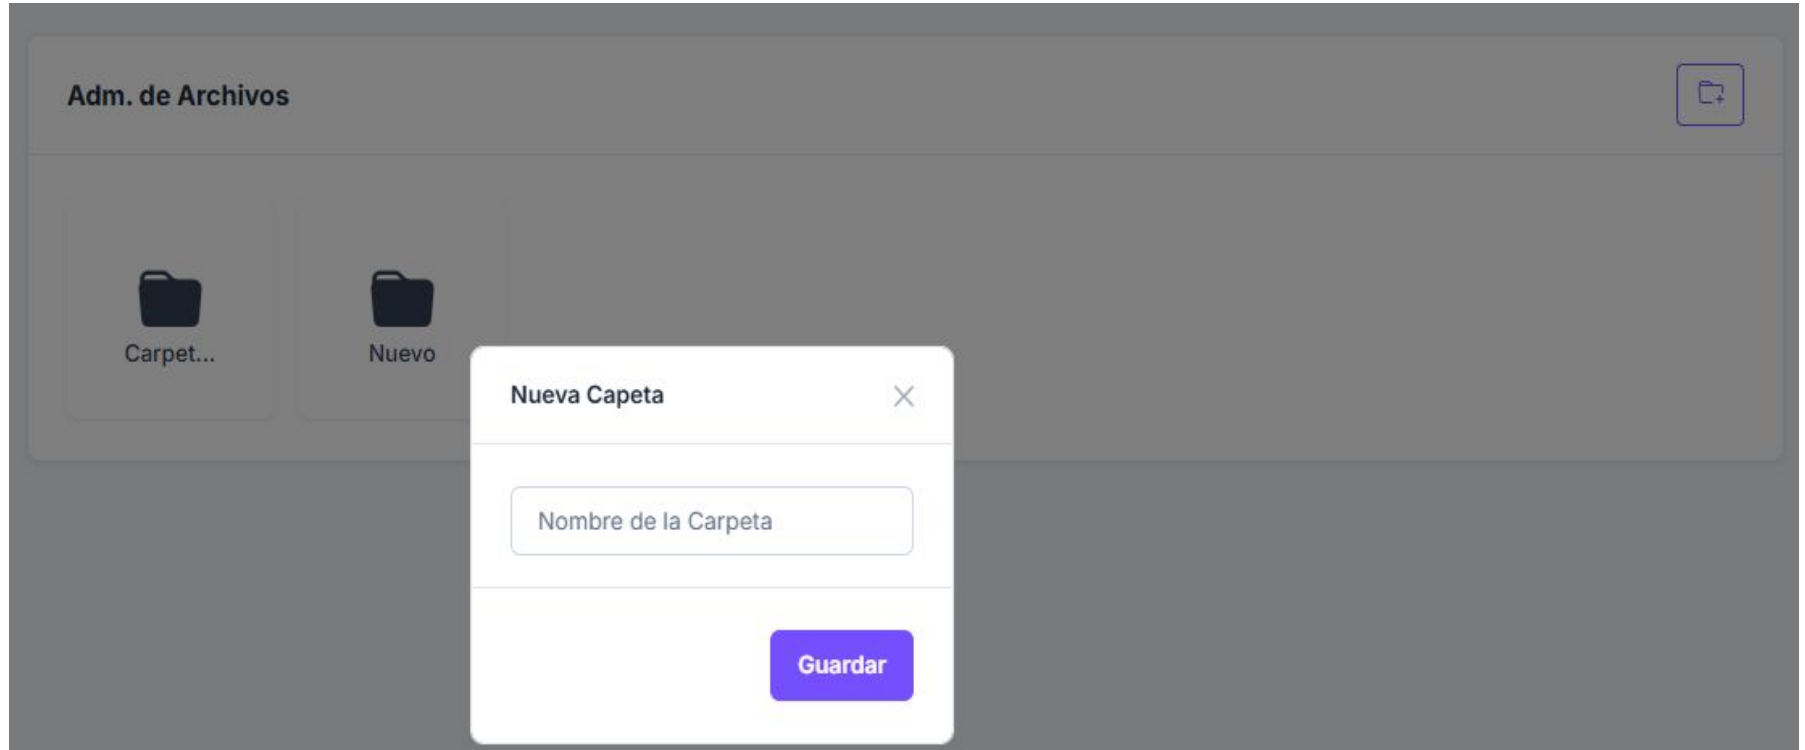 Adm. de Archivos
Carpet...
Nuevo
Nueva Capeta
Nombre de la Carpeta
Guardar